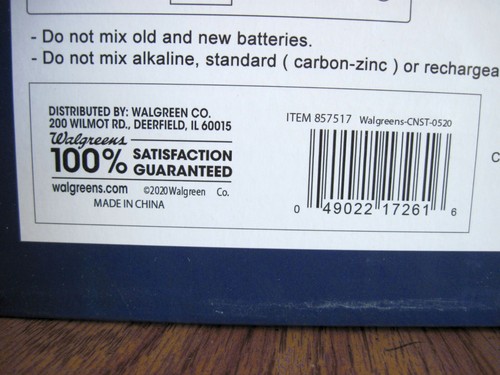 - Do not mix old and new batteries.
- Do not mix alkaline, standard ( carbon-zinc ) or rechargea
DISTRIBUTED BY: WALGREEN CO.
200 WILMOT RD., DEERFIELD, IL 60015
Walgreens
100% SATISFACTION GUARANTEED
walgreens.com ©2020 Walgreen Co.
MADE IN CHINA
ITEM 857517 Walgreens-CNST-0520
0 49022 17261 6
C